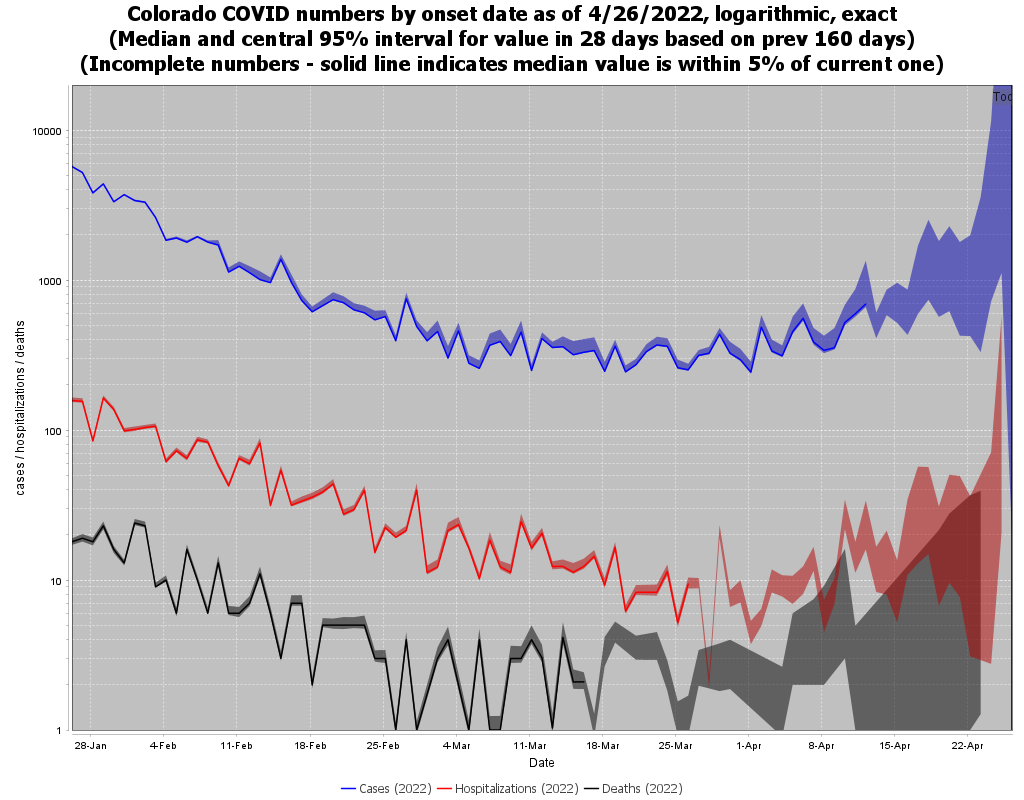 Colorado COVID numbers by onset date as of 4/26/2022, logarithmic, exact
(Median and central 95% interval for value in 28 days based on prev 160 days)
(Incomplete numbers - solid line indicates median value is within 5% of current one)
cases / hospitalizations / deaths
10000
1000
100
10
1
28-Jan 4-Feb 11-Feb 18-Feb 25-Feb 4-Mar 11-Mar 18-Mar 25-Mar 1-Apr 8-Apr 15-Apr 22-Apr
Date
Cases (2022) Hospitalizations (2022) Deaths (2022)